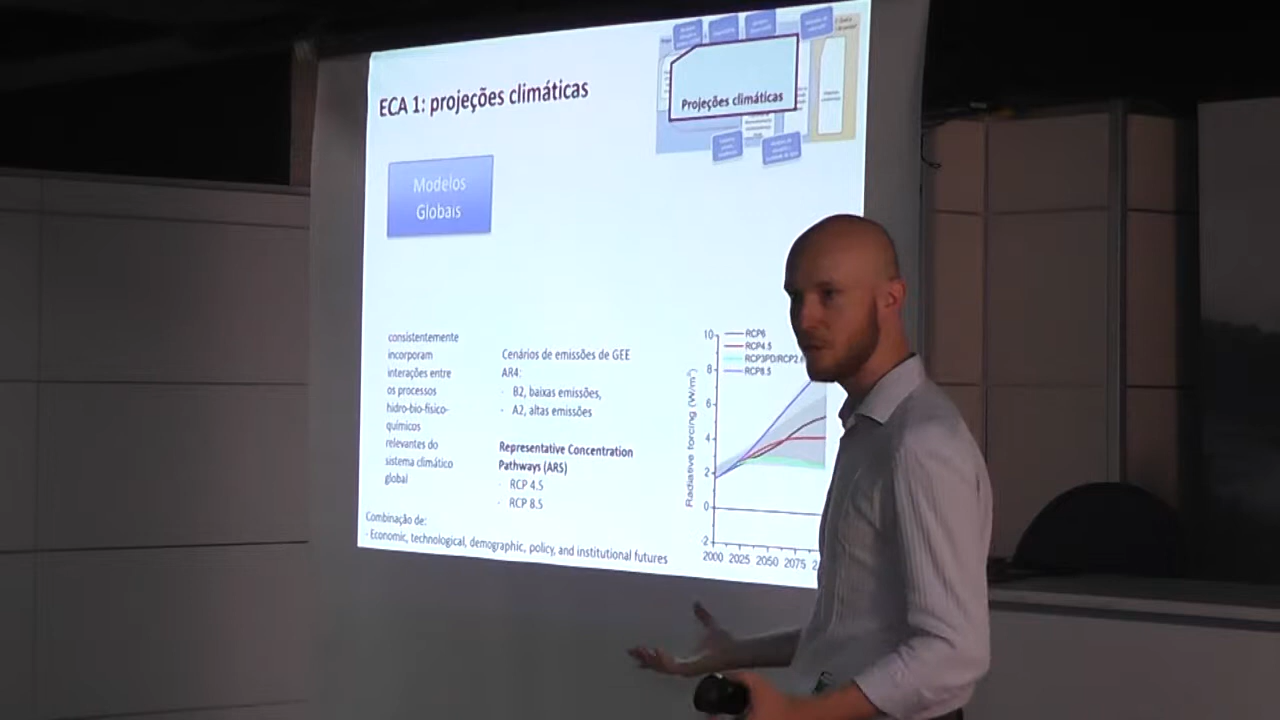 ECA 1: projeções climáticas
Projeções climáticas
Modelos
Globais
consistentemente
incorporam
interações entre
os processos
hidro-bio-físico-
químicos
relevantes do
sistema climático
global
Cenários de emissões de GEE
AR4:
- B2, baixas emissões,
- A2, altas emissões
Representative Concentration
Pathways (AR5)
- RCP 4.5
- RCP 8.5
Combinação de:
- Economic, technological, demographic, policy, and institutional futures
RCP6
RCP4.5
RCP3PD/RCP2.
RCP8.5
Radiative forcing (W/m²)
10
8
6
4
2
0
-2
2000 2025 2050 2075